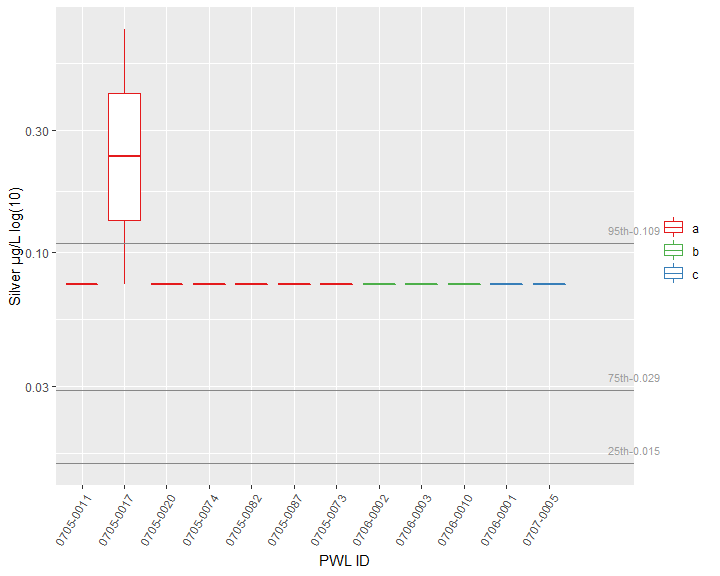 Silver µg/L log(10)
0.30
0.10
0.03
95th-0.109
75th-0.029
25th-0.015
a
b
c
0705-0011
0705-0017
0705-0020
0705-0074
0705-0082
0705-0087
0705-0073
0706-0002
0706-0003
0706-0010
0706-0001
0707-0005
PWL ID